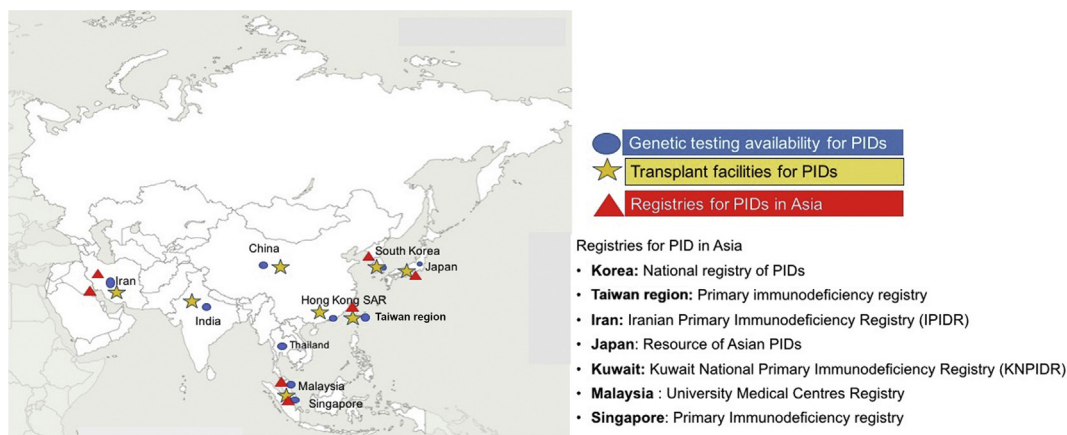 Genetic testing availability for PIDs
Transplant facilities for PIDs
Registries for PIDs in Asia
China
South Korea
Japan
Iran
Hong Kong SAR
Taiwan region
India
Thailand
Malaysia
Singapore
Registries for PID in Asia
• Korea: National registry of PIDs
• Taiwan region: Primary immunodeficiency registry
• Iran: Iranian Primary Immunodeficiency Registry (IPIDR)
• Japan: Resource of Asian PIDs
• Kuwait: Kuwait National Primary Immunodeficiency Registry (KNPIDR)
• Malaysia : University Medical Centres Registry
• Singapore: Primary Immunodeficiency registry